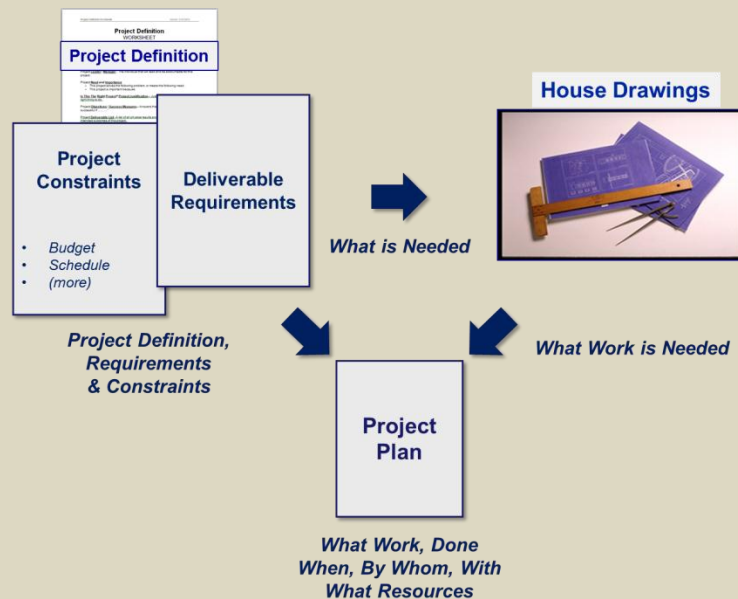 Project Definition
WORKSHEET
Project Definition
Project Constraints
• Budget
• Schedule
• (more)
Deliverable
Requirements
What is Needed
House Drawings
Project Definition,
Requirements
& Constraints
What Work is Needed
Project
Plan
What Work, Done
When, By Whom, With
What Resources